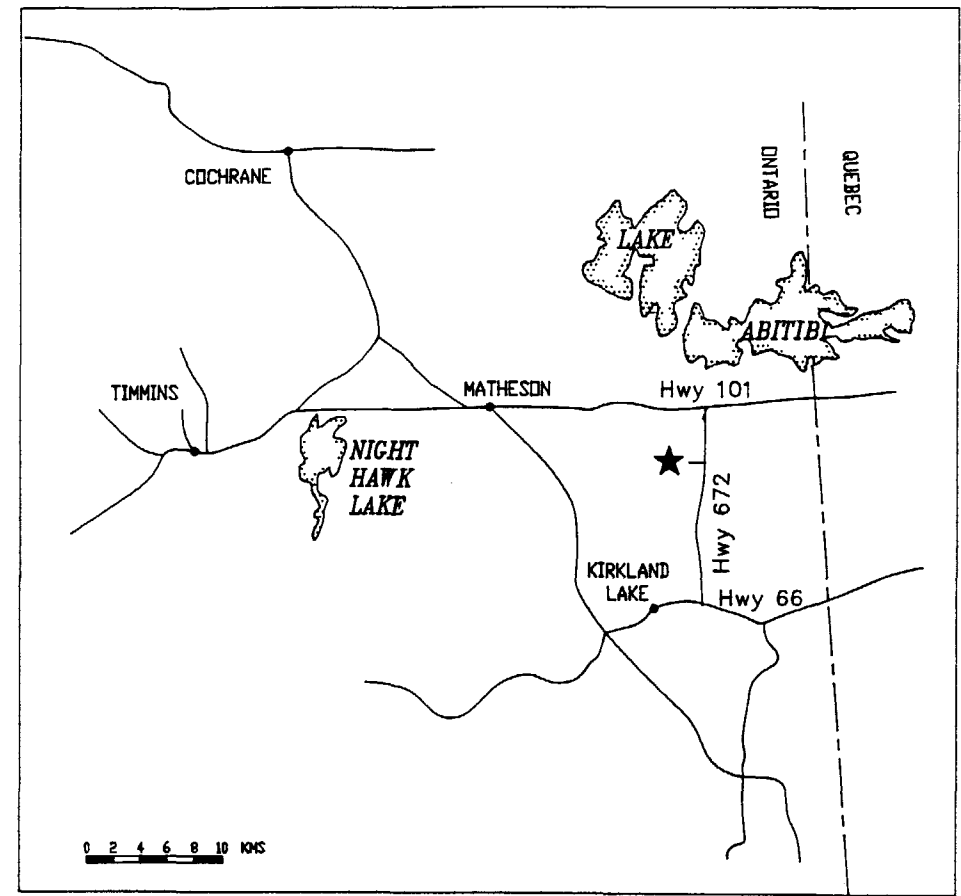 COCHRANE
ONTARIO
QUEBEC
LAKE
ABITIBI
TIMMINS
MATHESON
Hwy 101
NIGHT
HAWK
LAKE
Hwy 672
KIRKLAND
LAKE
Hwy 66
0 2 4 6 8 10 KMS